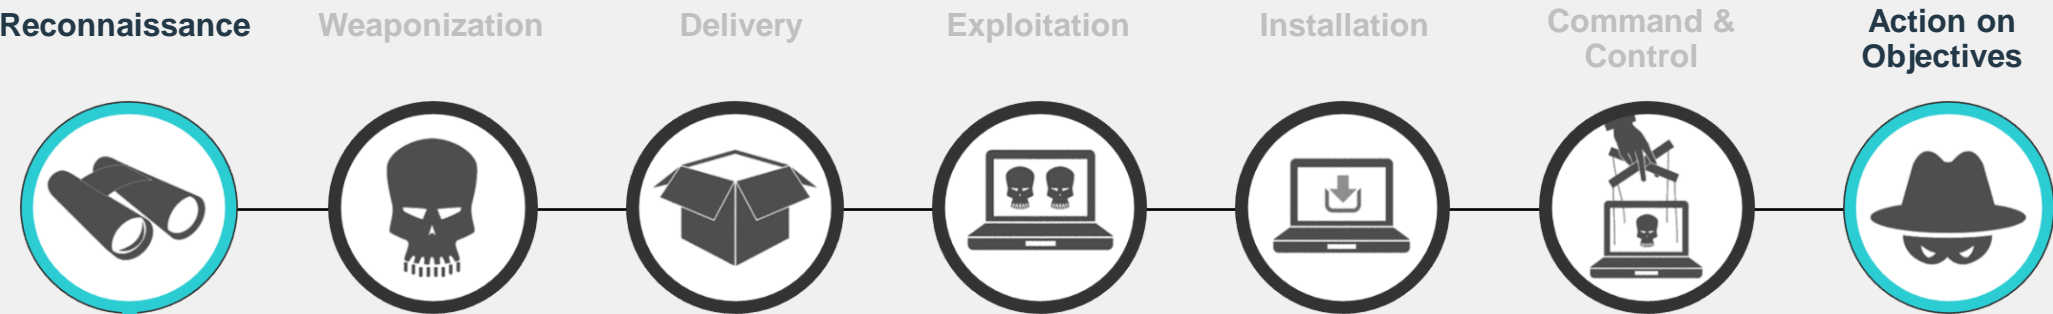 Reconnaissance
Weaponization
Delivery
Exploitation
Installation
Command &
Control
Action on
Objectives